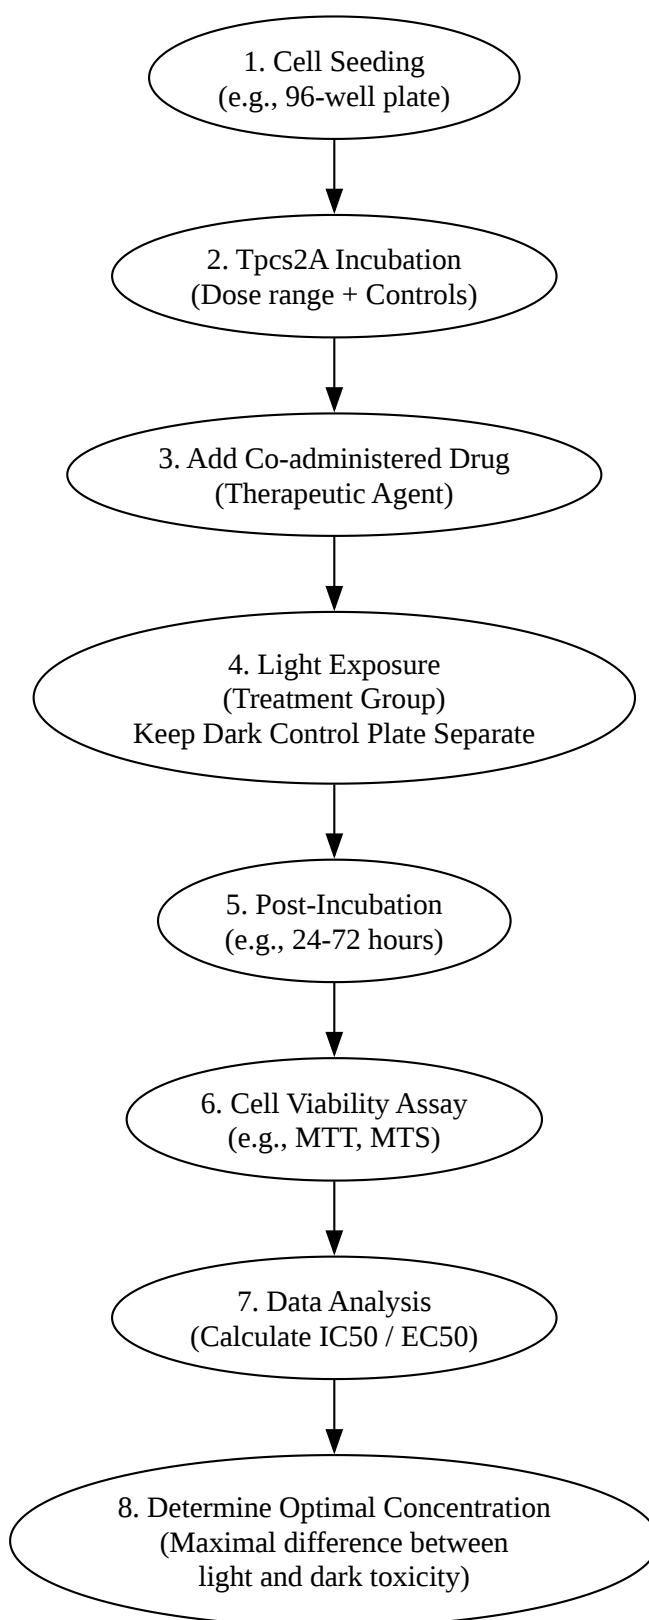 1. Cell Seeding
(e.g., 96-well plate)
2. Tpcs2A Incubation
(Dose range + Controls)
3. Add Co-administered Drug
(Therapeutic Agent)
4. Light Exposure
(Treatment Group)
Keep Dark Control Plate Separate
5. Post-Incubation
(e.g., 24-72 hours)
6. Cell Viability Assay
(e.g., MTT, MTS)
7. Data Analysis
(Calculate IC50 / EC50)
8. Determine Optimal Concentration
(Maximal difference between
light and dark toxicity)